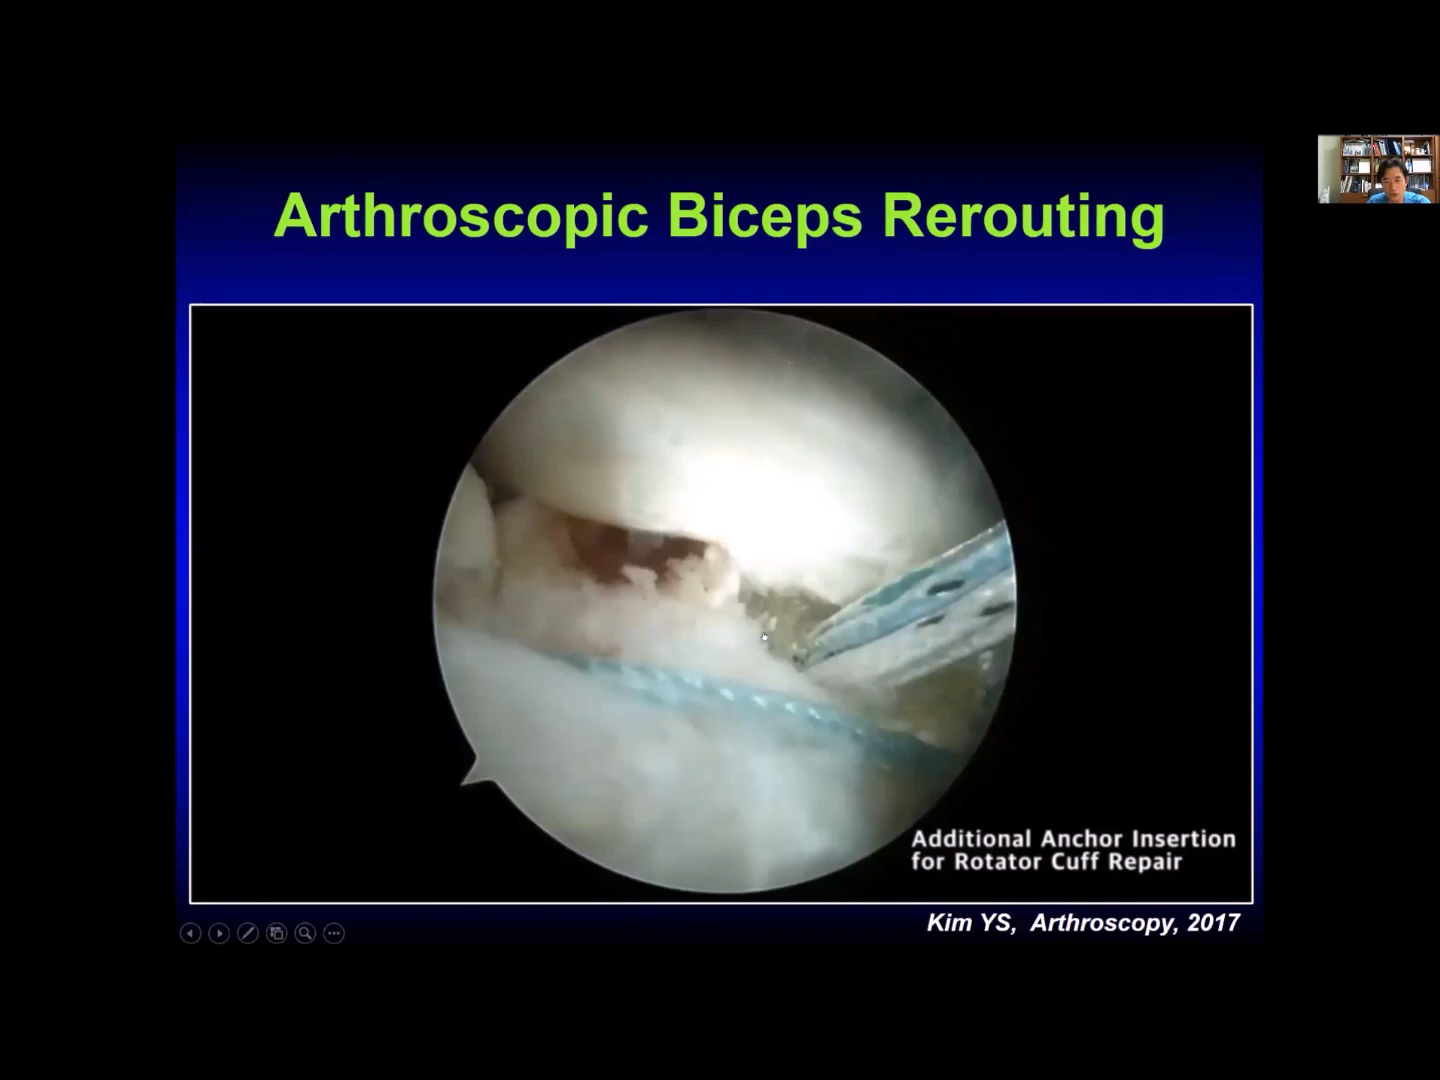 Arthroscopic Biceps Rerouting
Additional Anchor Insertion
for Rotator Cuff Repair
Kim YS, Arthroscopy, 2017